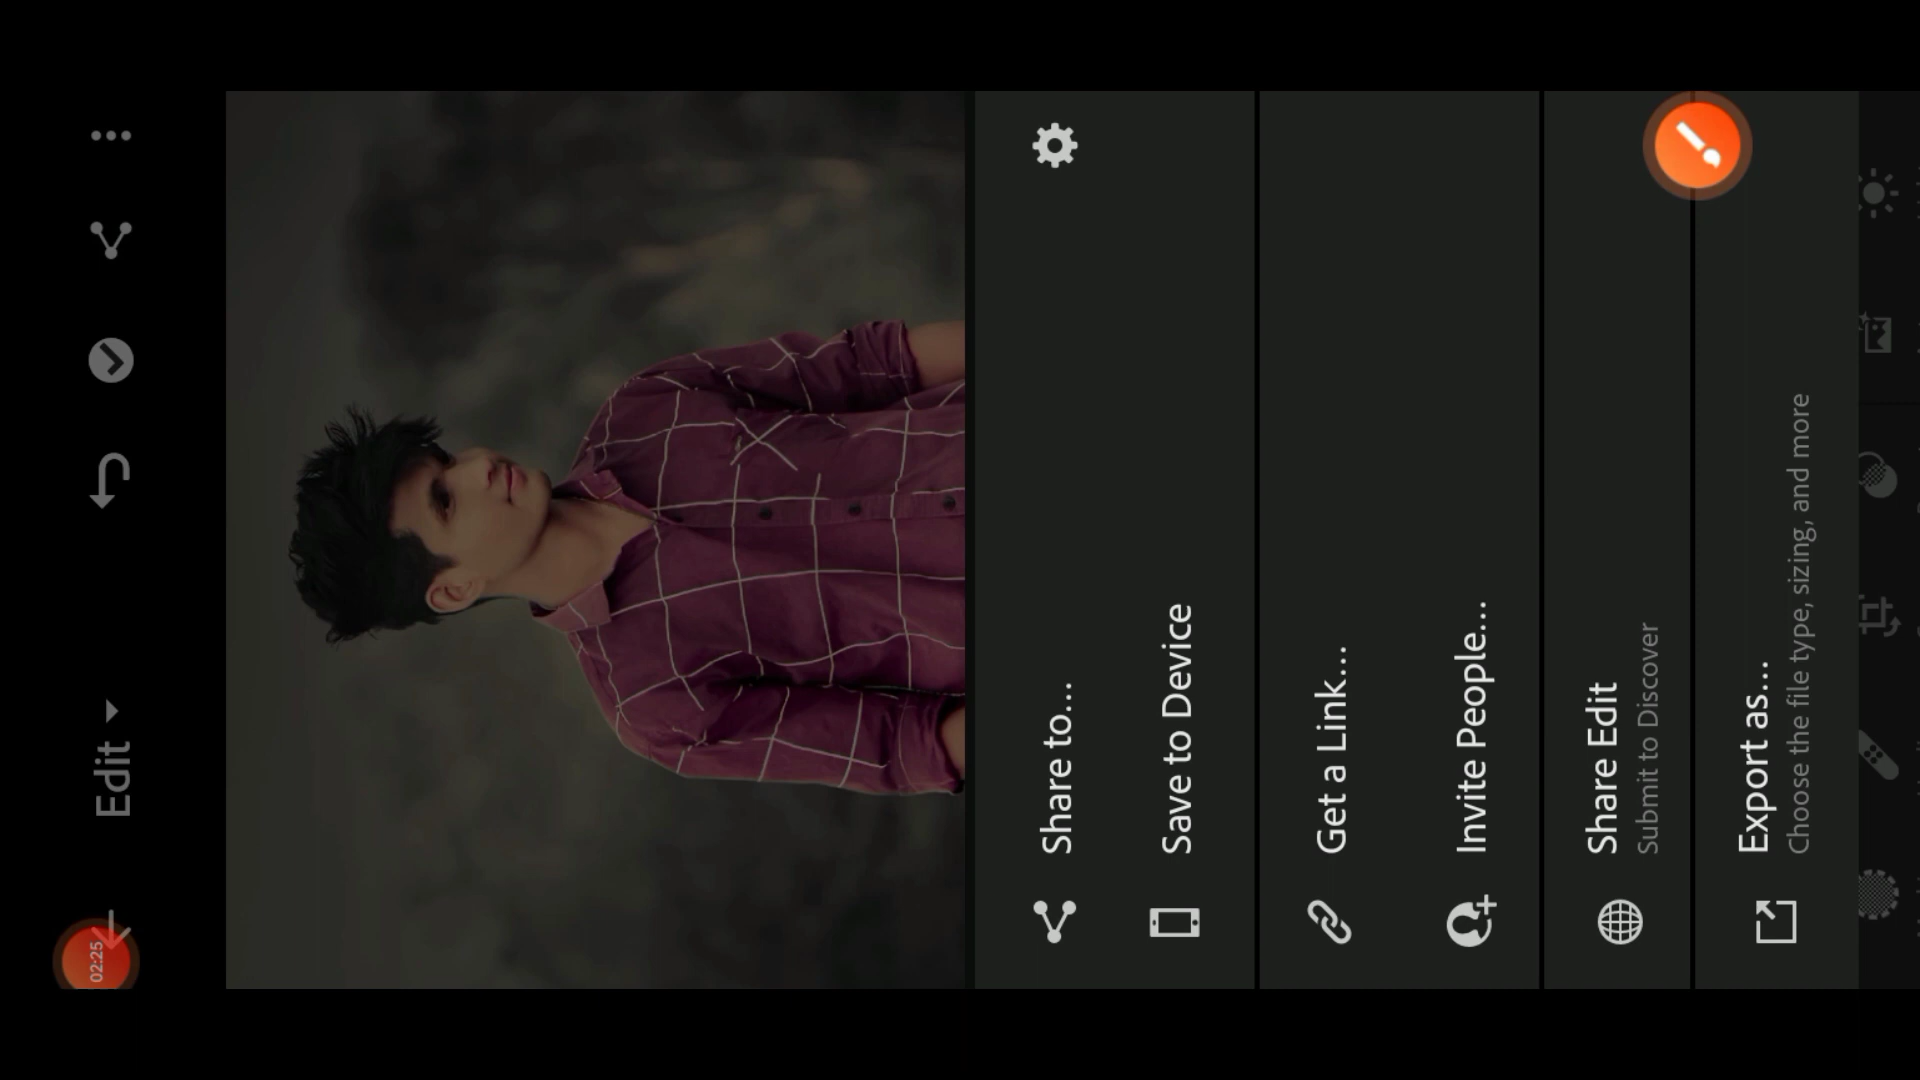 02:25
Edit
Share to...
Save to Device
Get a Link...
Invite People...
Share Edit
Submit to Discover
Export as...
Choose the file type, sizing, and more